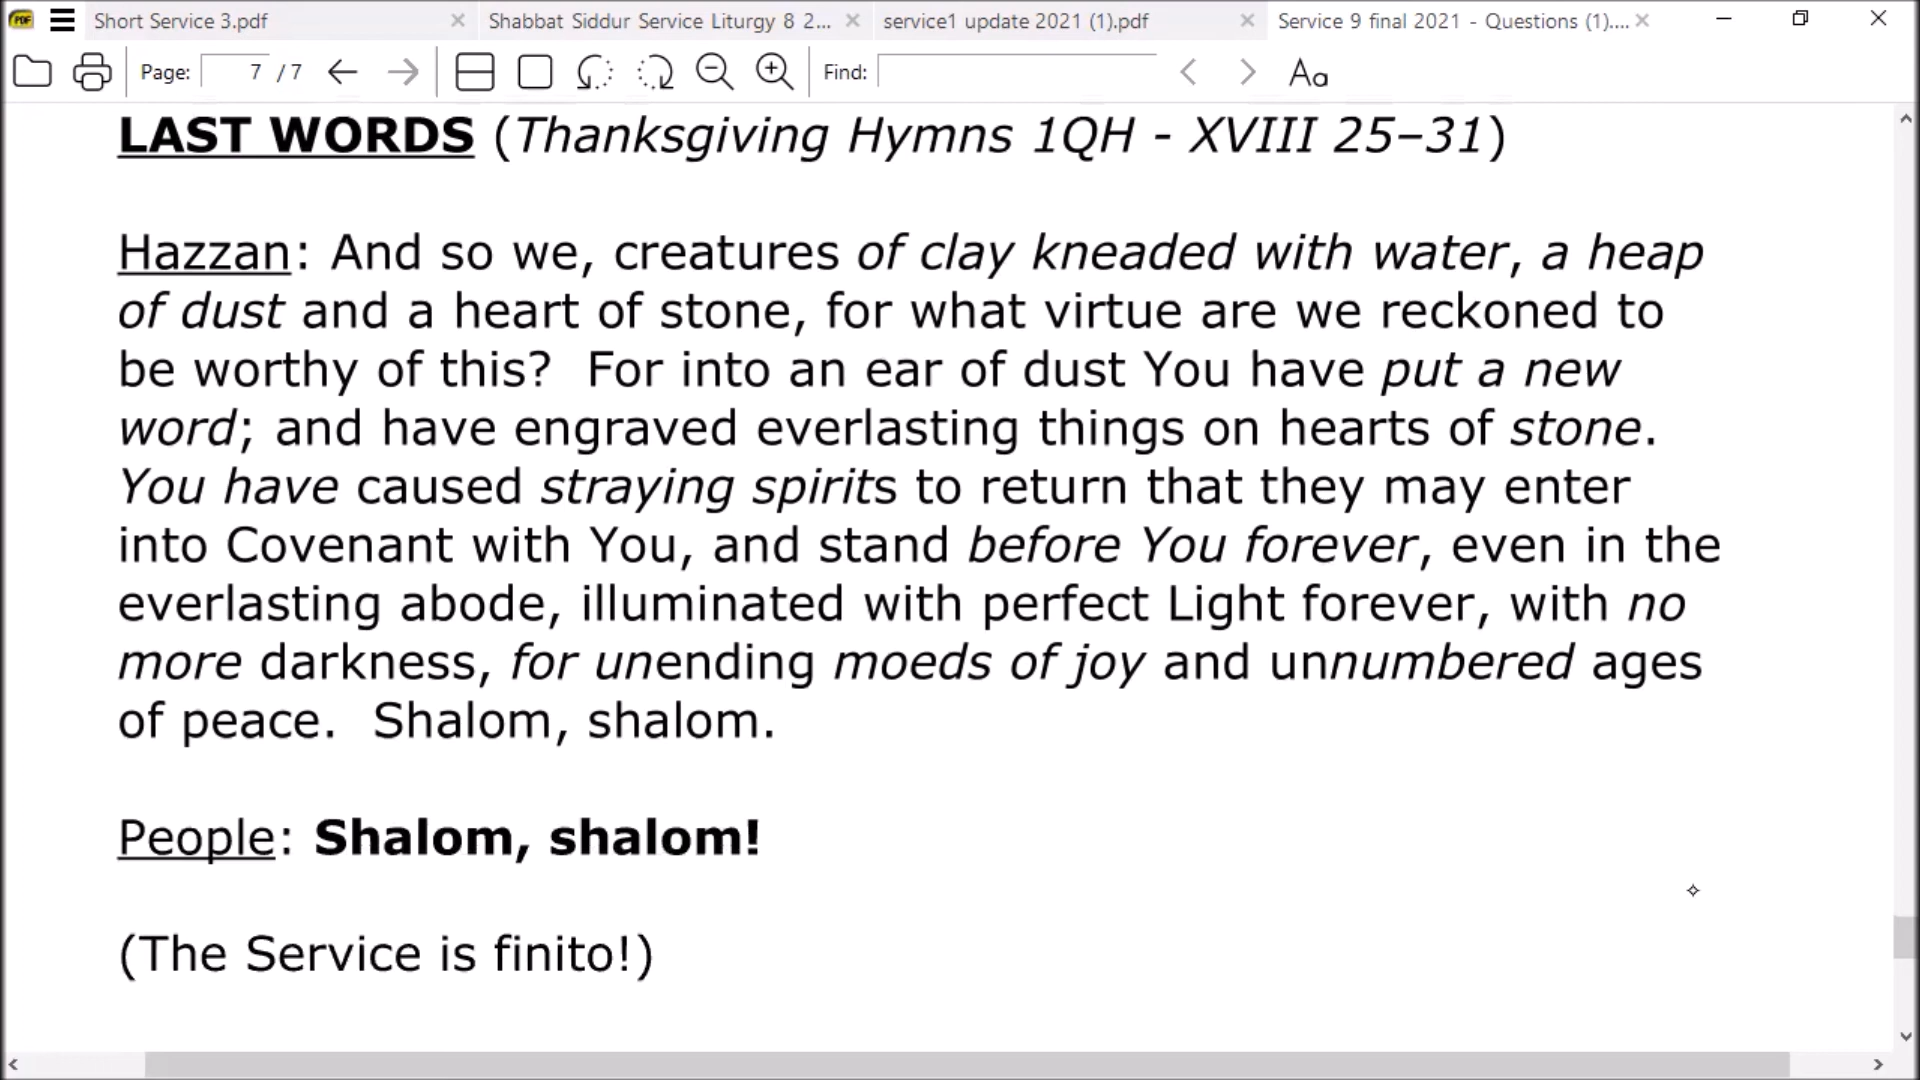 Short Service 3.pdf
Shabbat Siddur Service Liturgy 8 2...
service1 update 2021 (1).pdf
Service 9 final 2021 - Questions (1)....
Page: 7 / 7 Find: Aa
LAST WORDS (Thanksgiving Hymns 1QH - XVIII 25–31)
Hazzan: And so we, creatures of clay kneaded with water, a heap
of dust and a heart of stone, for what virtue are we reckoned to
be worthy of this? For into an ear of dust You have put a new
word; and have engraved everlasting things on hearts of stone.
You have caused straying spirits to return that they may enter
into Covenant with You, and stand before You forever, even in the
everlasting abode, illuminated with perfect Light forever, with no
more darkness, for unending moeds of joy and unnumbered ages
of peace. Shalom, shalom.
People: Shalom, shalom!
(The Service is finito!)